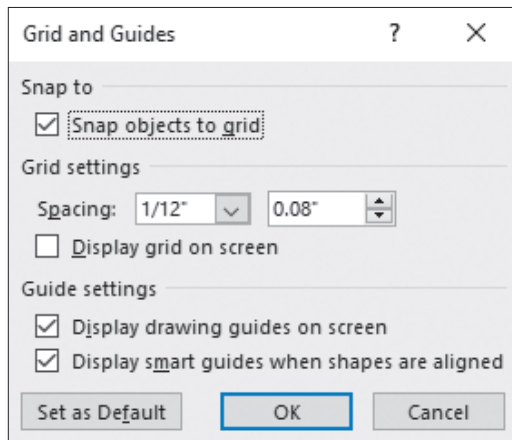 Grid and Guides ?
Snap to
Snap objects to grid
Grid settings
Spacing: 1/12" 0.08"
Display grid on screen
Guide settings
Display drawing guides on screen
Display smart guides when shapes are aligned
Set as Default OK Cancel